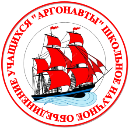 ШКОЛЬНОЕ НАУЧНОЕ ОБЪЕДИНЕНИЕ УЧАЩИХСЯ "АРГОНАВТЫ"